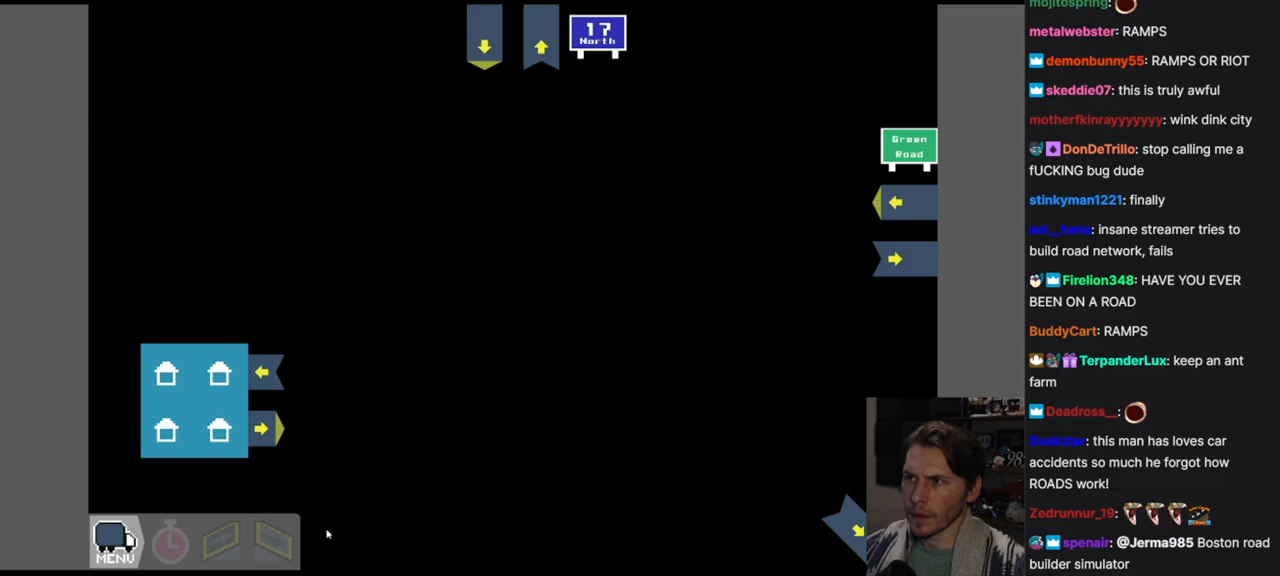 17
North
Green
Road
MENU
mojitospring:
metalwebster: RAMPS
demonbunny55: RAMPS OR RIOT
skeddie07: this is truly awful
motherfkinrayyyyyyy: wink dink city
DonDeTrillo: stop calling me a
fUCKING bug dude
stinkyman1221: finally
insane streamer tries to
build road network, fails
Firelion348: HAVE YOU EVER
BEEN ON A ROAD
BuddyCart: RAMPS
TerpanderLux: keep an ant
farm
Deadross__:
Duskstar: this man has loves car
accidents so much he forgot how
ROADS work!
Zedrunnur_19:
spenair: @Jerma985 Boston road
builder simulator